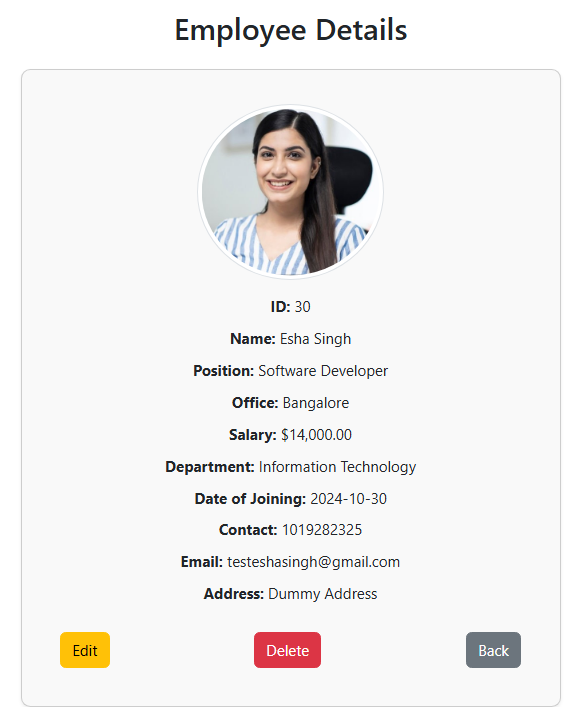 Employee Details
ID: 30
Name: Esha Singh
Position: Software Developer
Office: Bangalore
Salary: $14,000.00
Department: Information Technology
Date of Joining: 2024-10-30
Contact: 1019282325
Email: testeshasingh@gmail.com
Address: Dummy Address
Edit Delete Back